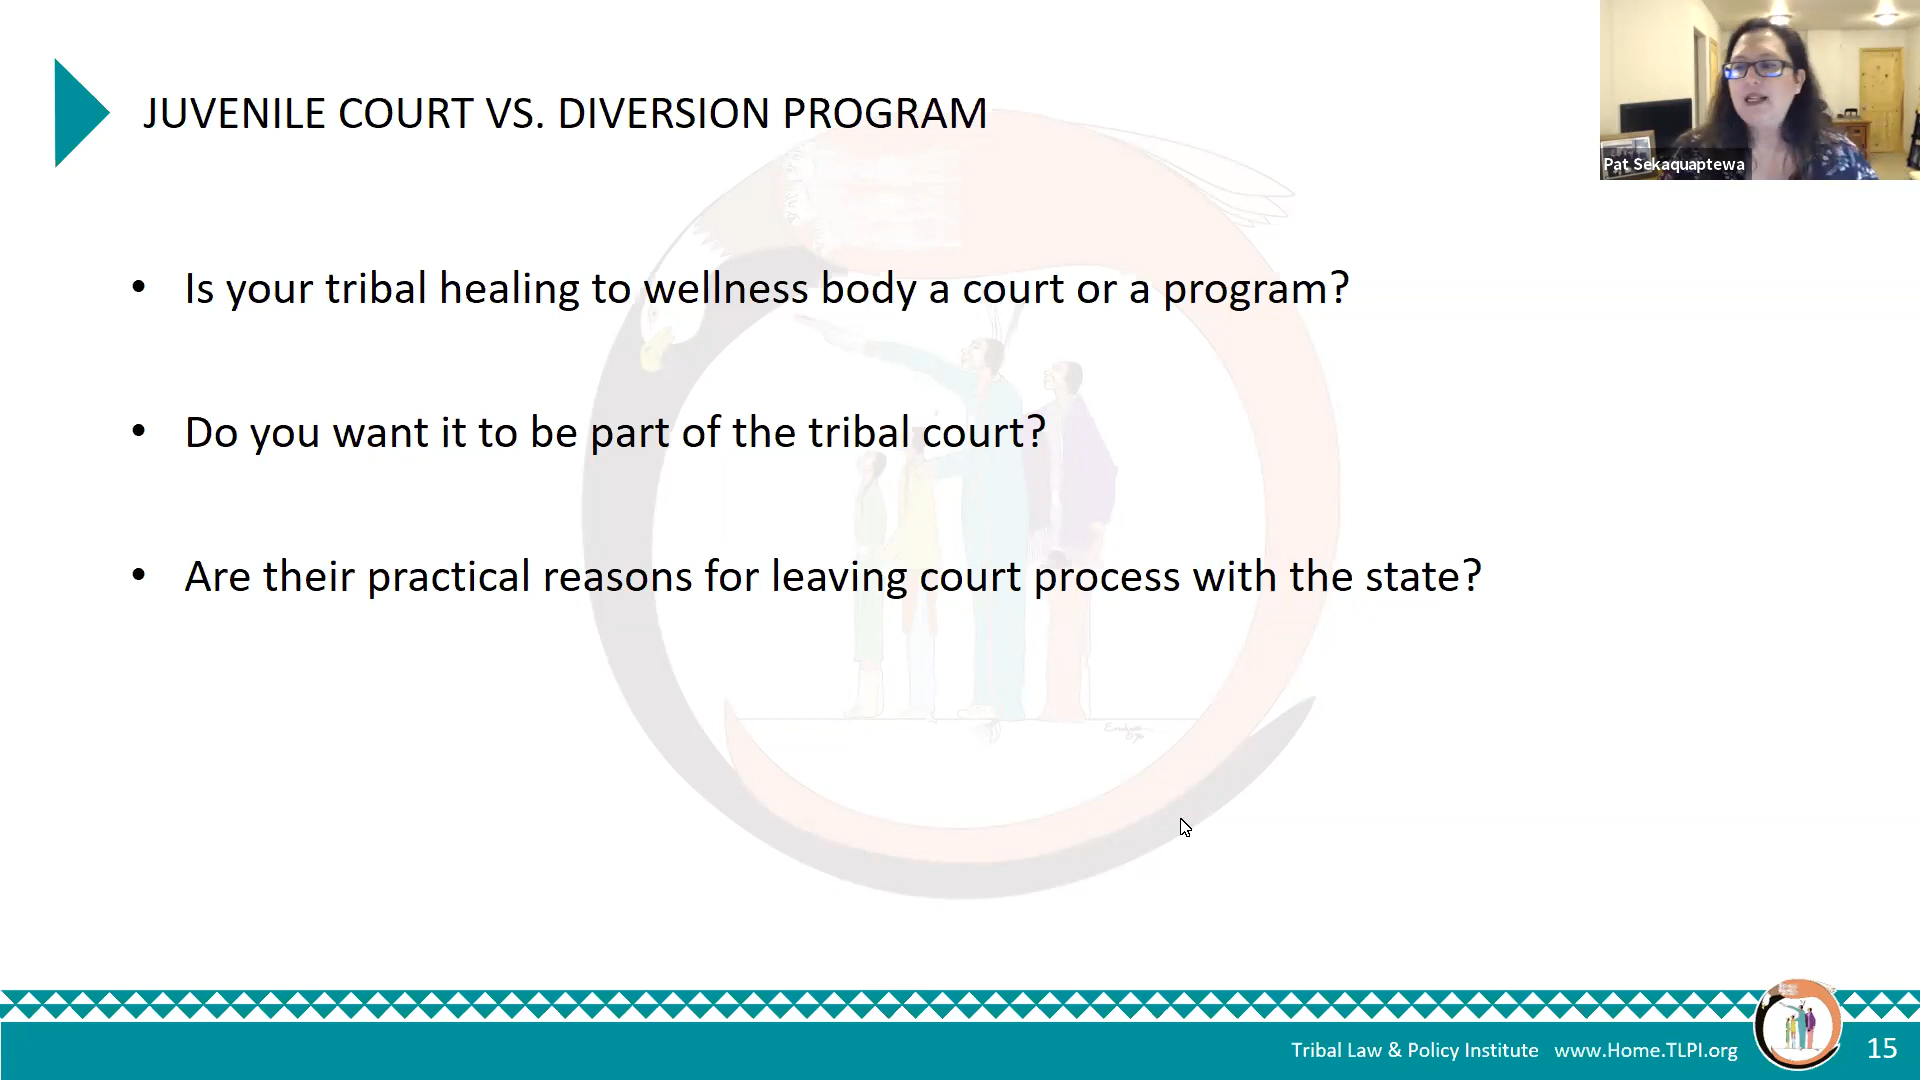 JUVENILE COURT VS. DIVERSION PROGRAM
Pat Sekaquaptewa
• Is your tribal healing to wellness body a court or a program?
• Do you want it to be part of the tribal court?
• Are their practical reasons for leaving court process with the state?
Tribal Law & Policy Institute www.Home.TLPI.org
15